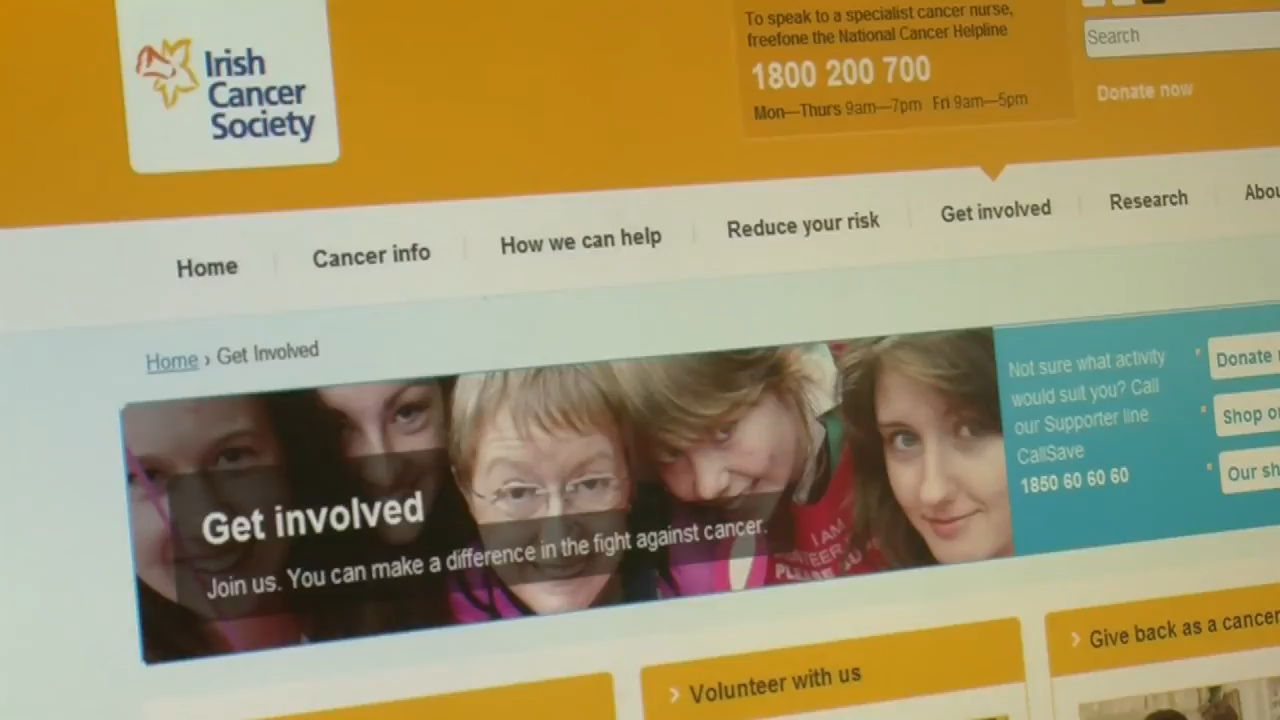 Irish
Cancer
Society
To speak to a specialist cancer nurse,
freefone the National Cancer Helpline
1800 200 700
Mon—Thurs 9am—7pm Fri 9am—5pm
Search
Donate now
Home
Cancer info
How we can help
Reduce your risk
Get involved
Research
Home › Get Involved
Get involved
Join us. You can make a difference in the fight against cancer.
I AM
PLEASE
Not sure what activity
would suit you? Call
our Supporter line
CallSave
1850 60 60 60
Donate
Shop
Our
› Volunteer with us
› Give back as a cancer